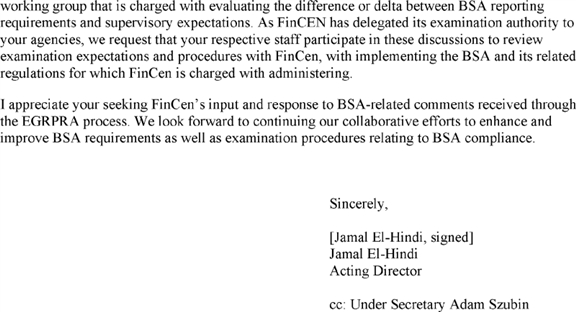 working group that is charged with evaluating the difference or delta between BSA reporting
requirements and supervisory expectations. As FinCEN has delegated its examination authority to
your agencies, we request that your respective staff participate in these discussions to review
examination expectations and procedures with FinCen, with implementing the BSA and its related
regulations for which FinCen is charged with administering.
I appreciate your seeking FinCen's input and response to BSA-related comments received through
the EGRPRA process. We look forward to continuing our collaborative efforts to enhance and
improve BSA requirements as well as examination procedures relating to BSA compliance.
Sincerely,
[Jamal El-Hindi, signed]
Jamal El-Hindi
Acting Director
cc: Under Secretary Adam Szubin